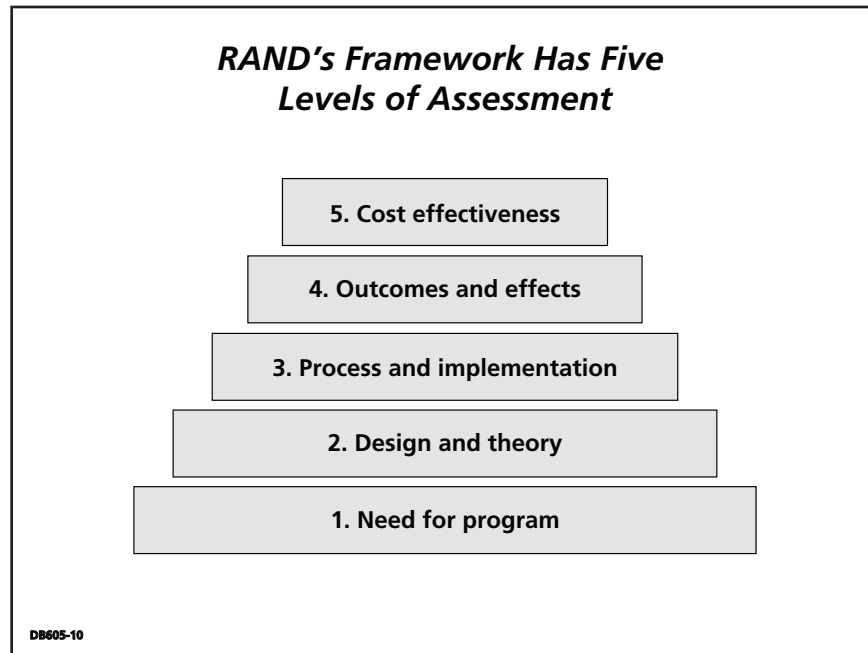 RAND’s Framework Has Five
Levels of Assessment
5. Cost effectiveness
4. Outcomes and effects
3. Process and implementation
2. Design and theory
1. Need for program
DB605-10